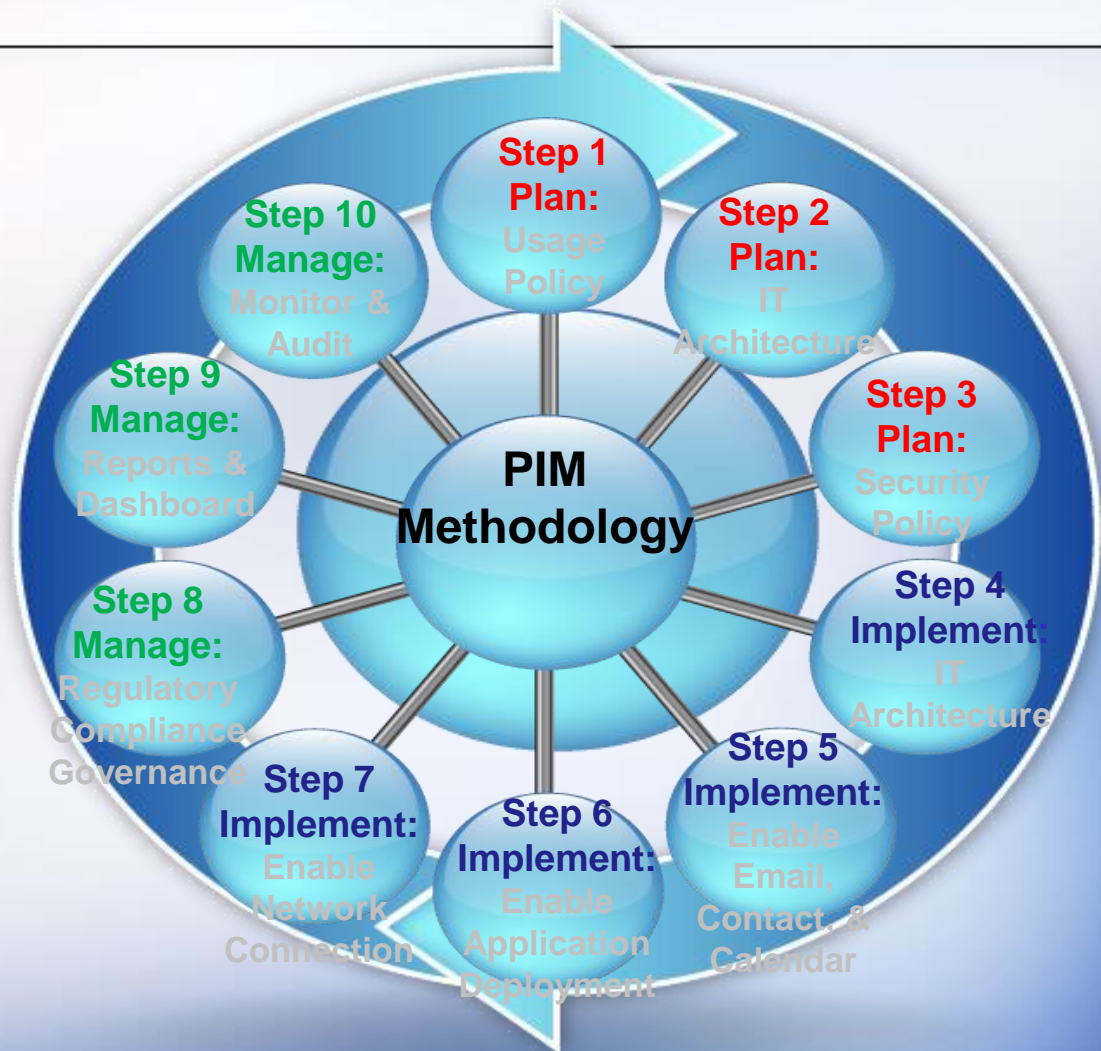 Step 1
Plan:
Usage
Policy
Step 2
Plan:
IT
Architecture
Step 3
Plan:
Security
Policy
Step 4
Implement:
IT
Architecture
Step 5
Implement:
Enable
Email,
Contact, &
Calendar
Step 6
Implement:
Enable
Application
Deployment
Step 7
Implement:
Enable
Network
Connection
Step 8
Manage:
Regulatory
Compliance
Governance
Step 9
Manage:
Reports &
Dashboard
Step 10
Manage:
Monitor &
Audit
PIM
Methodology